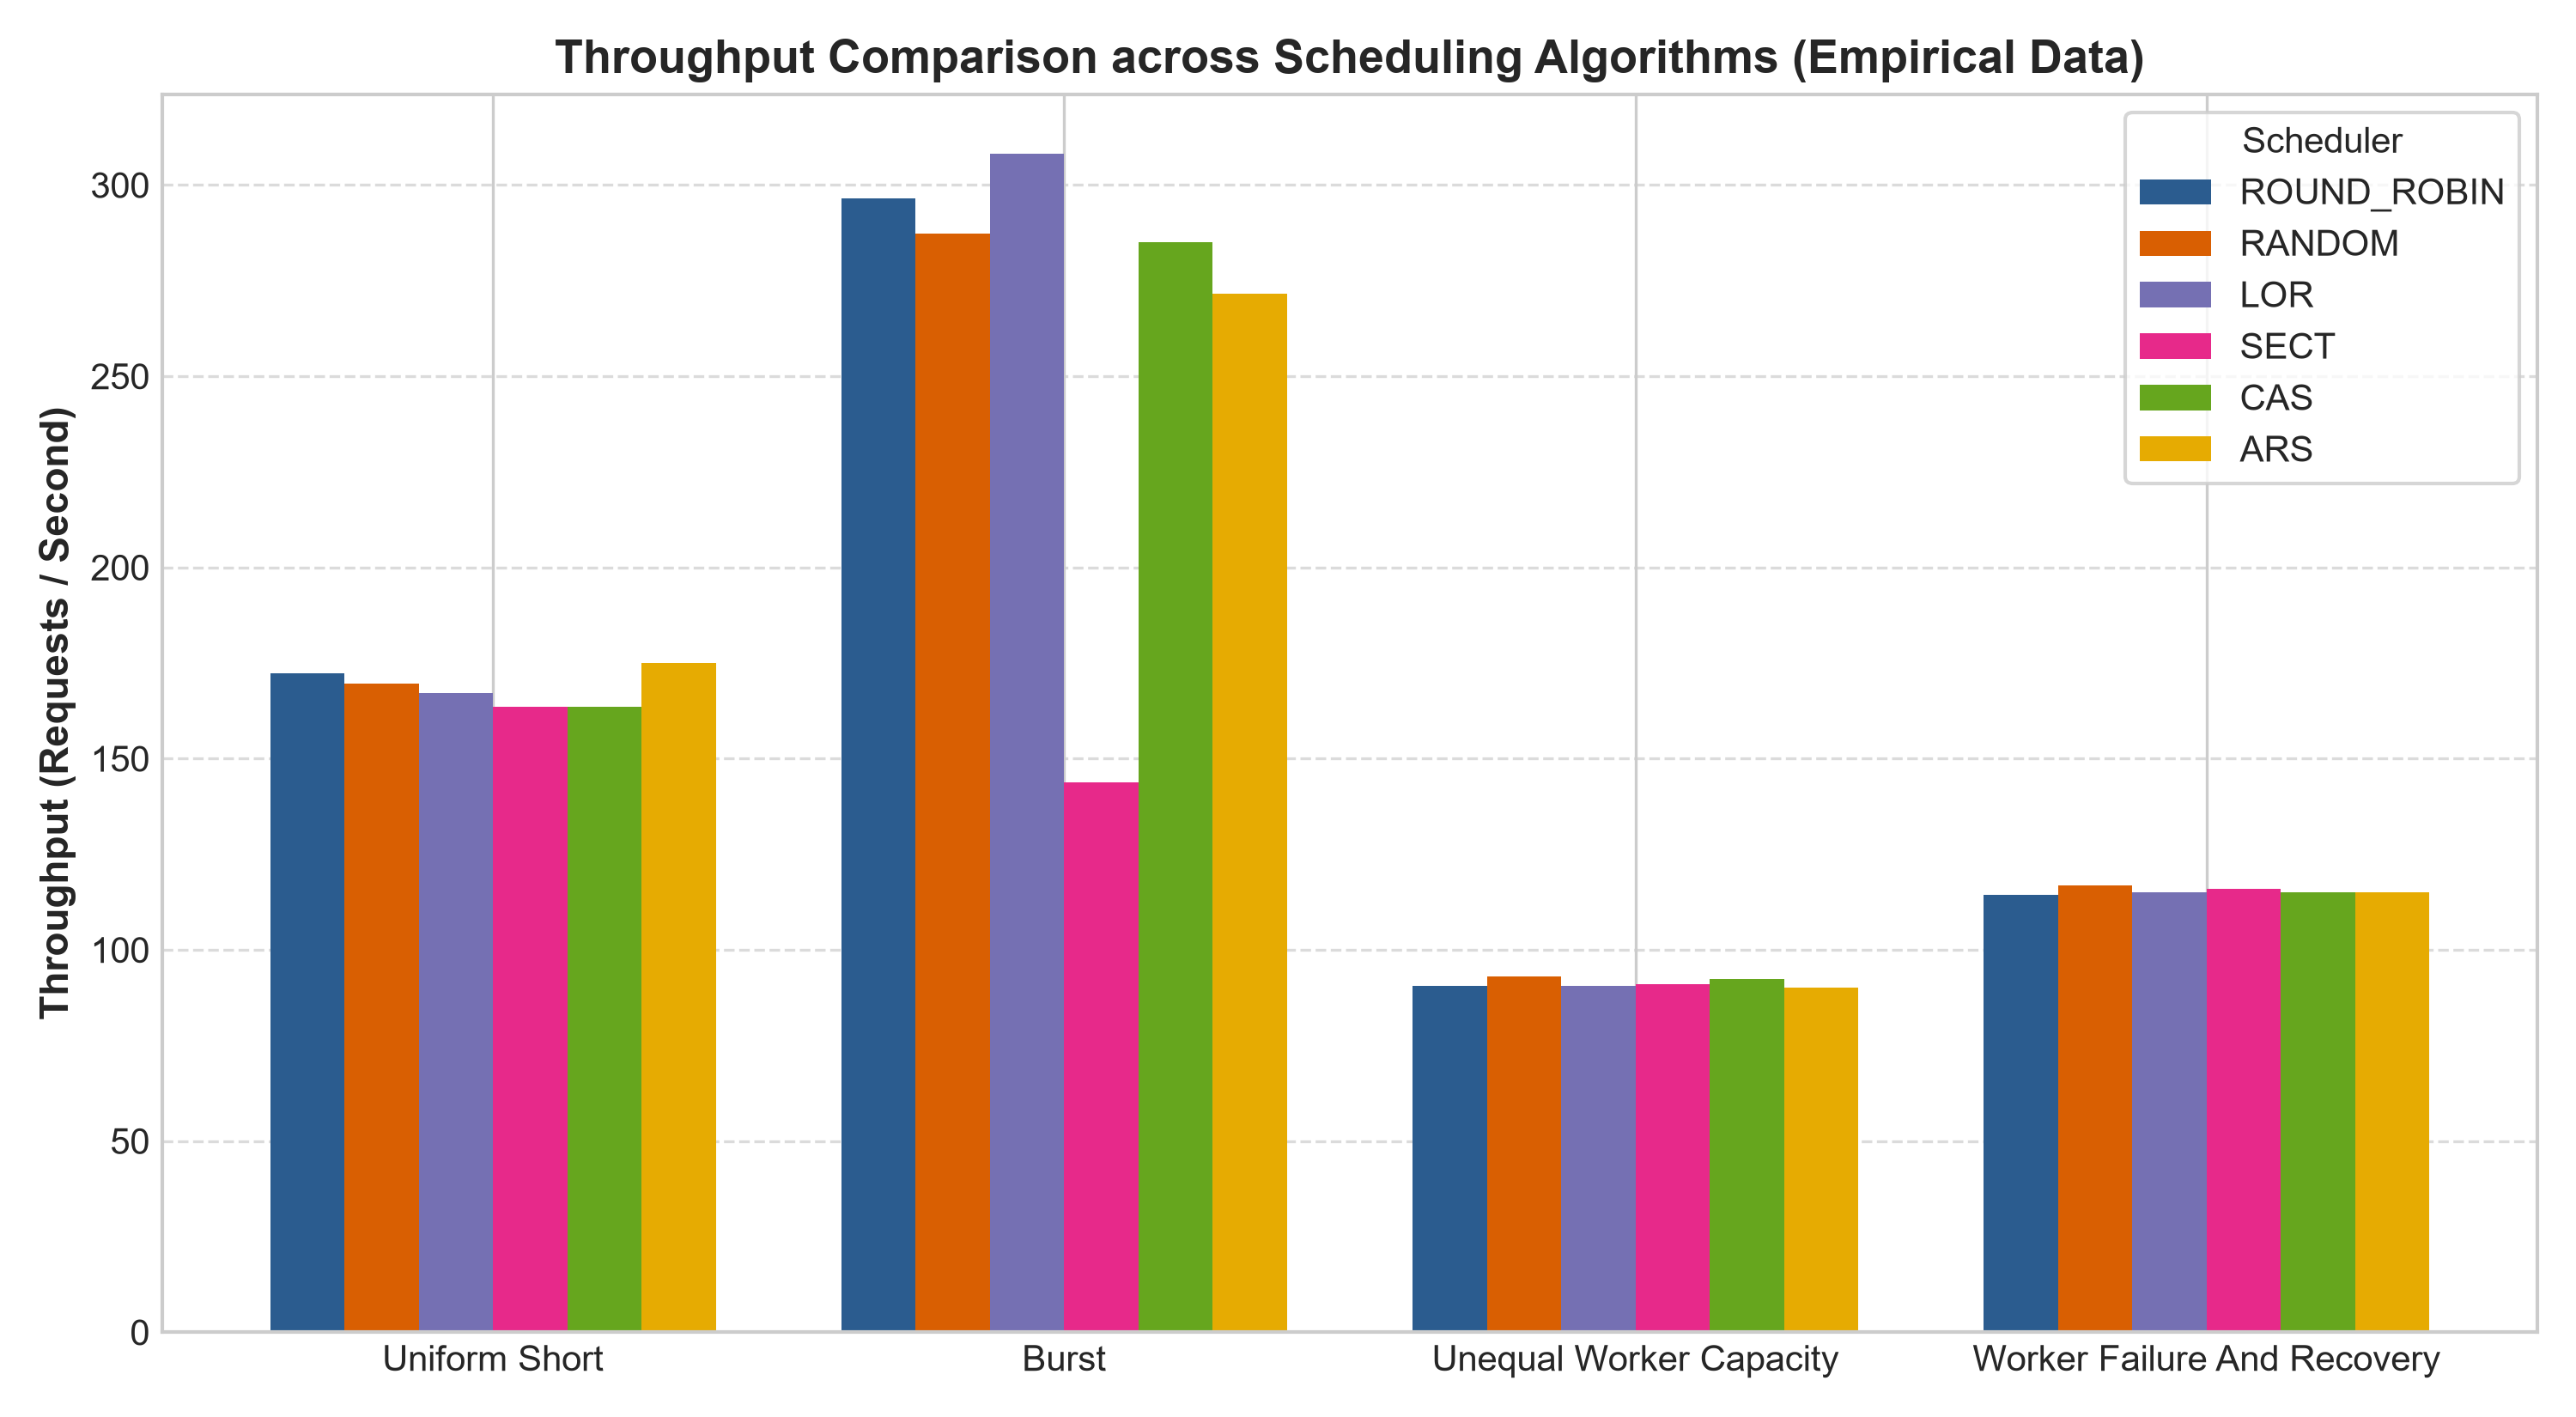 Throughput Comparison across Scheduling Algorithms (Empirical Data)
Throughput (Requests / Second)
300
250
200
150
100
50
0
Scheduler
ROUND_ROBIN
RANDOM
LOR
SECT
CAS
ARS
Uniform Short
Burst
Unequal Worker Capacity
Worker Failure And Recovery